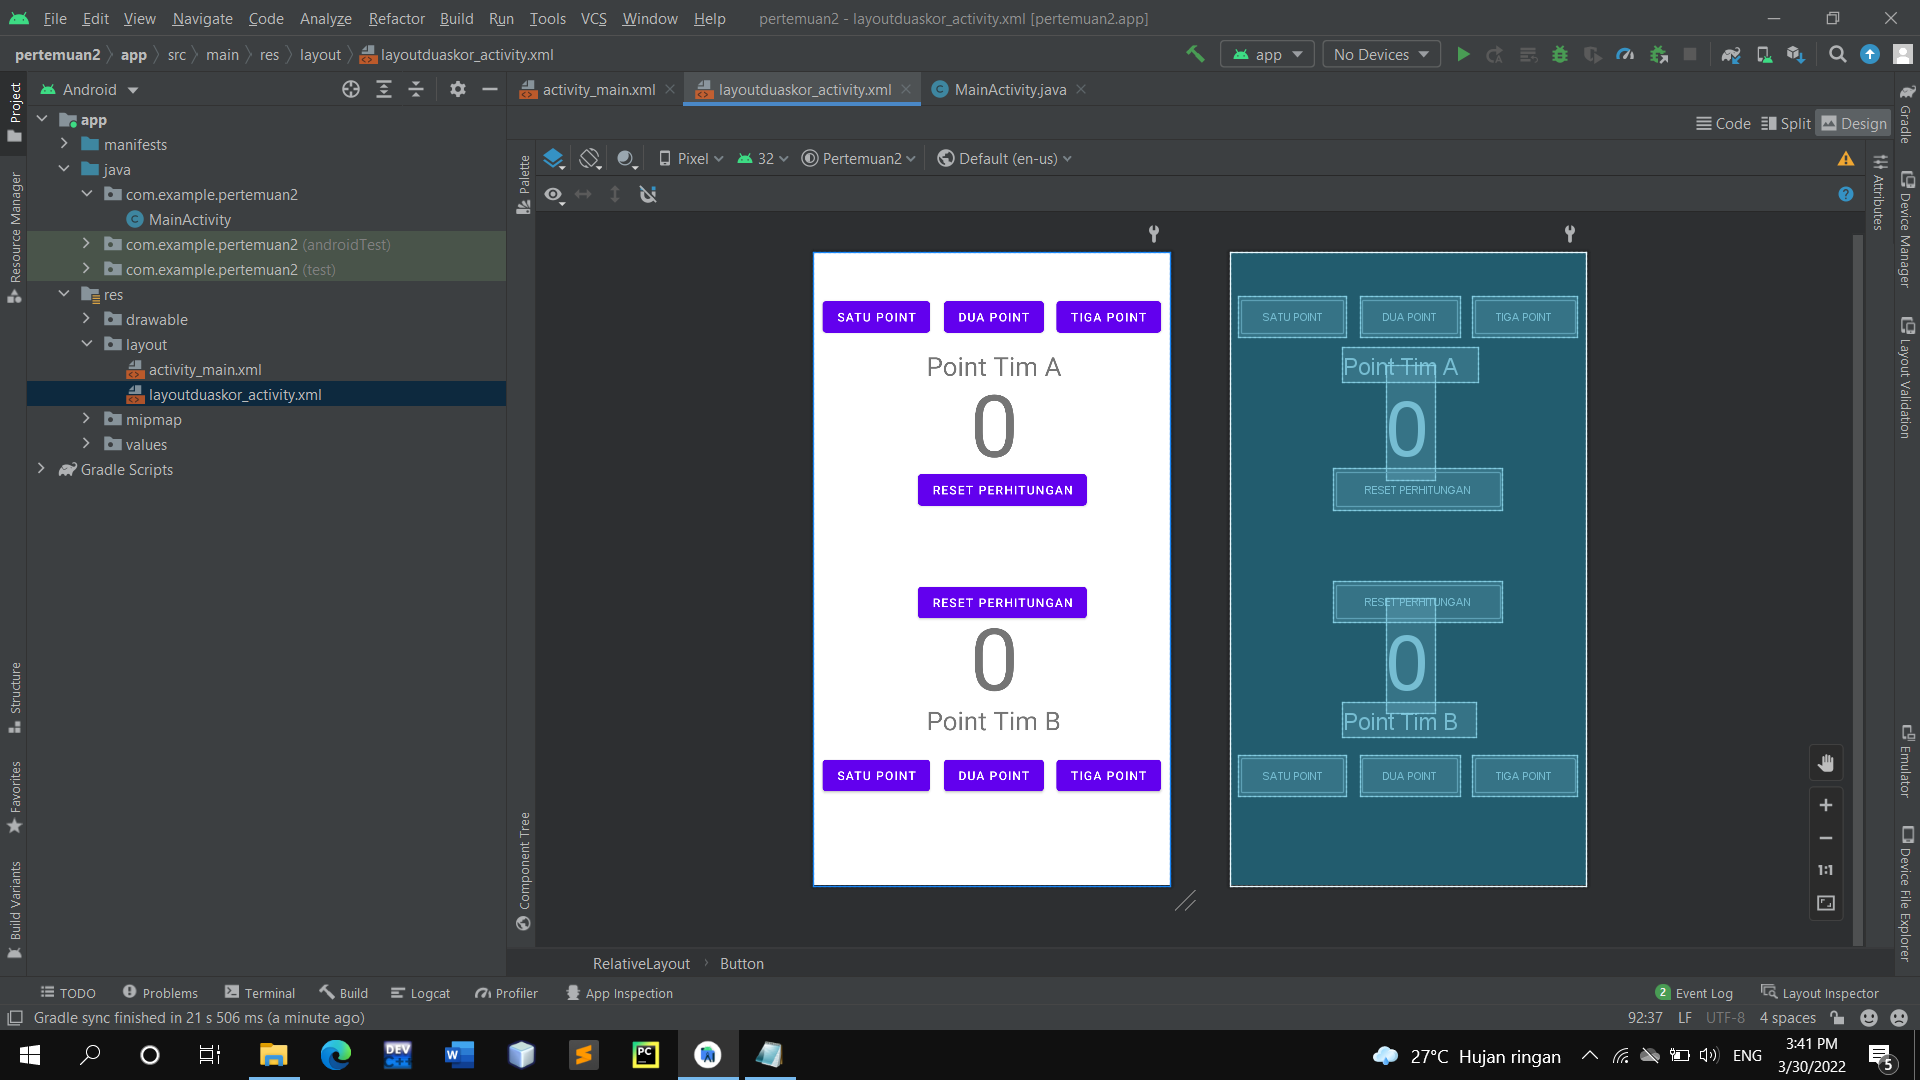 File Edit View Navigate Code Analyze Refactor Build Run Tools VCS Window Help pertemuan2 - layoutduaskor_activity.xml [pertemuan2.app]
pertemuan2 app src main res layout layoutduaskor_activity.xml app No Devices
Project
Resource Manager
Structure
Favorites
Build Variants
Android
app
manifests
java
com.example.pertemuan2
MainActivity
com.example.pertemuan2 (androidTest)
com.example.pertemuan2 (test)
res
drawable
layout
activity_main.xml
layoutduaskor_activity.xml
mipmap
values
Gradle Scripts
activity_main.xml layoutduaskor_activity.xml MainActivity.java
Code Split Design
Palette
Pixel 32 Pertemuan2 Default (en-us)
Component Tree
SATU POINT DUA POINT TIGA POINT
Point Tim A
0
RESET PERHITUNGAN
RESET PERHITUNGAN
0
Point Tim B
SATU POINT DUA POINT TIGA POINT
SATU POINT DUA POINT TIGA POINT
Point Tim A
0
RESET PERHITUNGAN
RESET PERHITUNGAN
0
Point Tim B
SATU POINT DUA POINT TIGA POINT
1:1
Attributes
Gradle
Device Manager
Layout Validation
Emulator
Device File Explorer
RelativeLayout Button
TODO Problems Terminal Build Logcat Profiler App Inspection 2 Event Log Layout Inspector
Gradle sync finished in 21 s 506 ms (a minute ago) 92:37 LF UTF-8 4 spaces
DEV C++ W PC 27°C Hujan ringan ENG 3:41 PM
3/30/2022 5